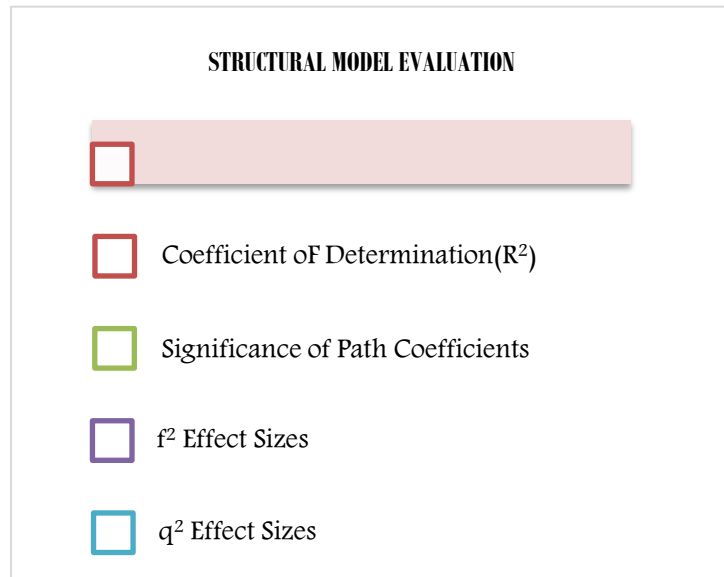 STRUCTURAL MODEL EVALUATION
Coefficient oF Determination(R²)
Significance of Path Coefficients
f² Effect Sizes
q² Effect Sizes